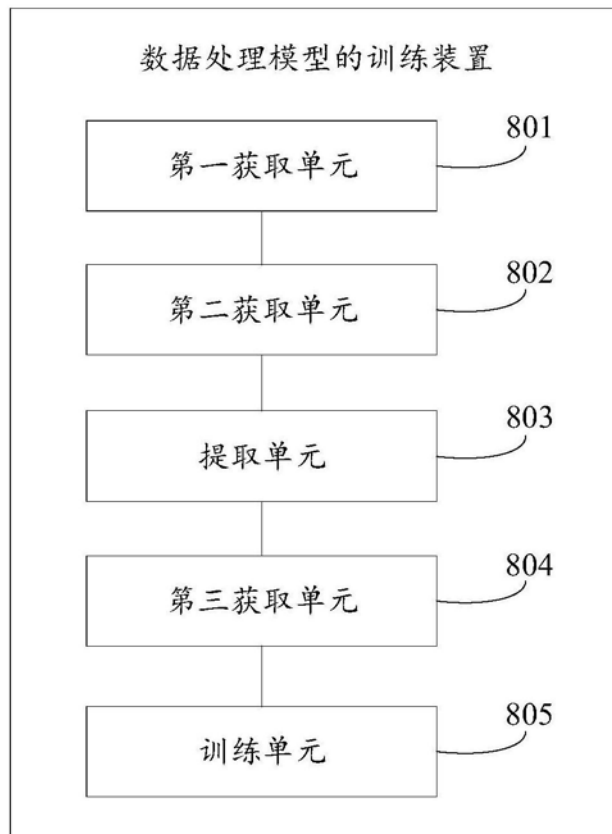 数据处理模型的训练装置
第一获取单元
801
第二获取单元
802
提取单元
803
第三获取单元
804
训练单元
805